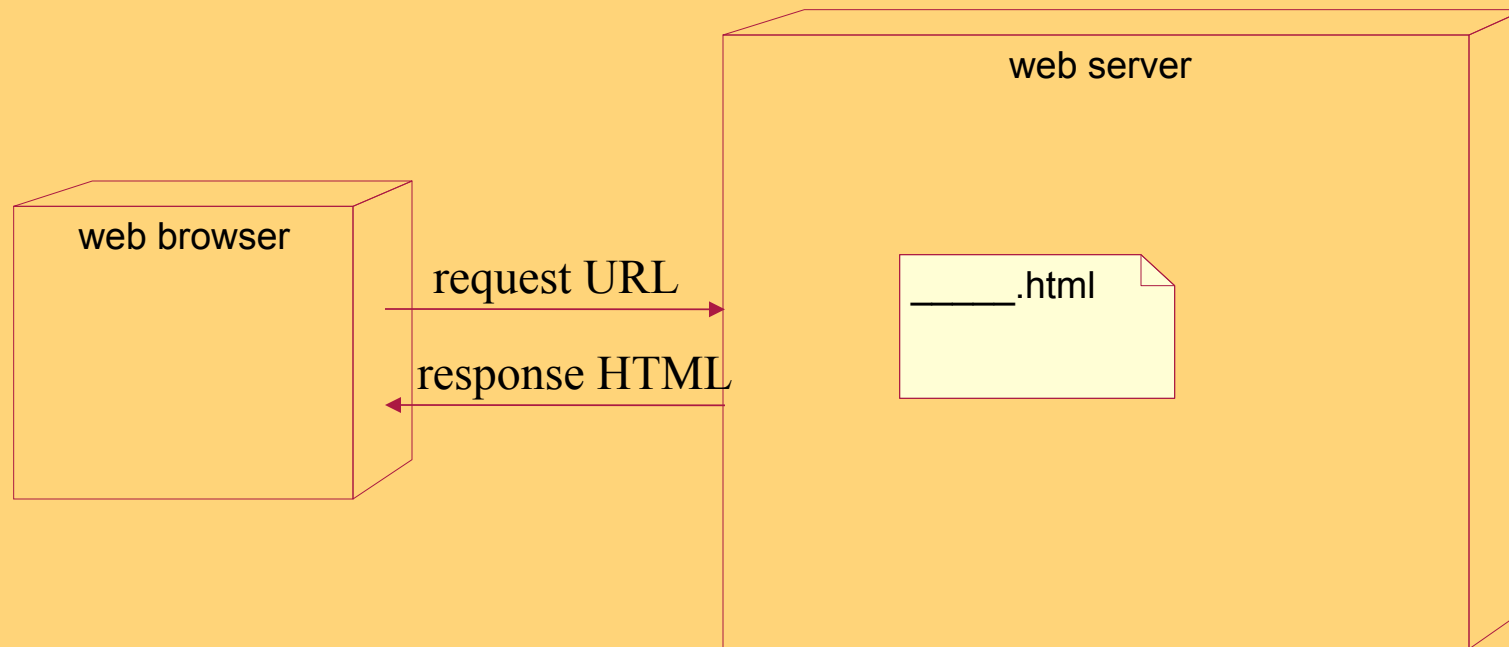 web server
web browser
request URL
_____.html
response HTML